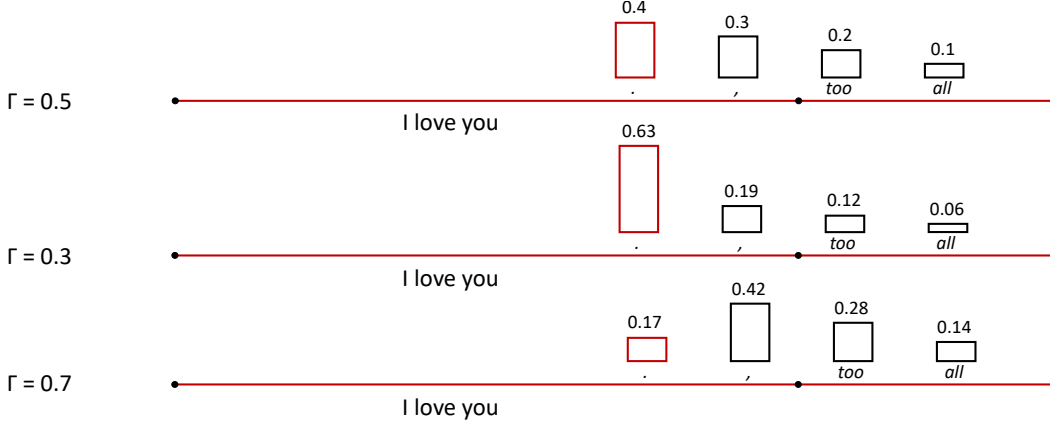 0.4 0.3 0.2 0.1
. , too all
Γ = 0.5
I love you
0.63 0.19 0.12 0.06
. , too all
Γ = 0.3
I love you
0.17 0.42 0.28 0.14
. , too all
Γ = 0.7
I love you